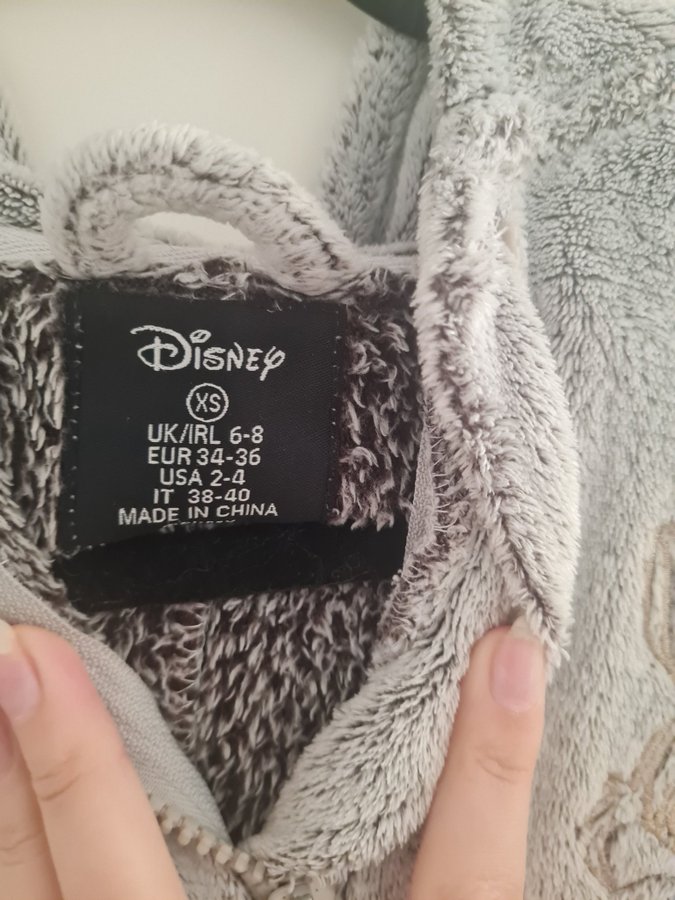 Disney
XS
UK/IRL 6-8
EUR 34-36
USA 2-4
IT 38-40
MADE IN CHINA